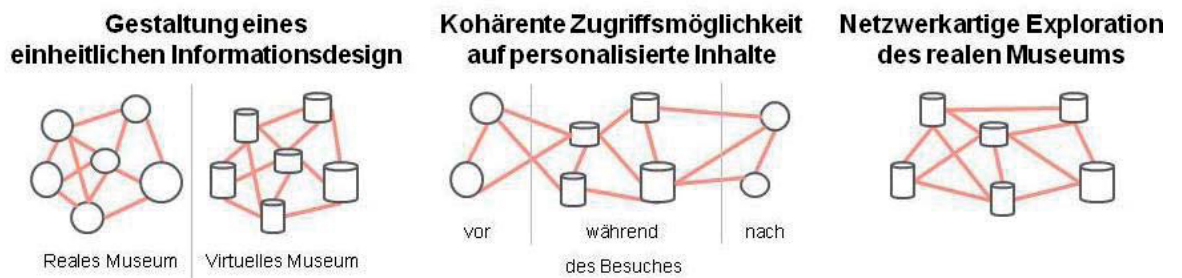 Gestaltung eines
einheitlichen Informationsdesign
Kohärente Zugriffsmöglichkeit
auf personalisierte Inhalte
Netzwerkartige Exploration
des realen Museums
Reales Museum
Virtuelles Museum
vor
während
nach
des Besuches